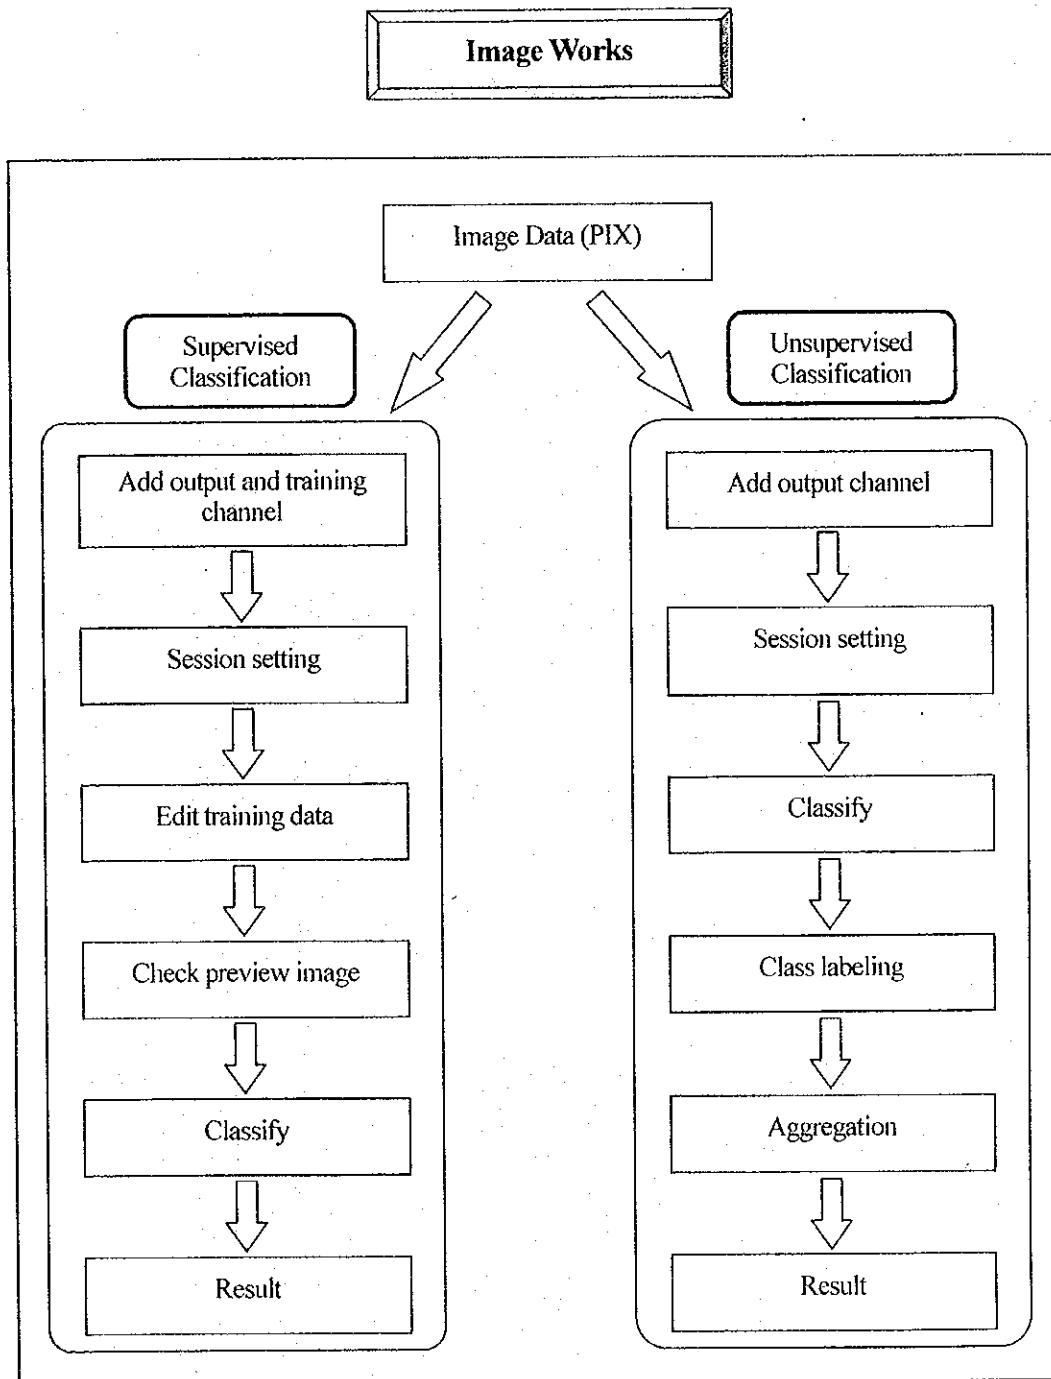 Image Works
Image Data (PIX)
Supervised
Classification
Add output and training
channel
Session setting
Edit training data
Check preview image
Classify
Result
Unsupervised
Classification
Add output channel
Session setting
Classify
Class labeling
Aggregation
Result